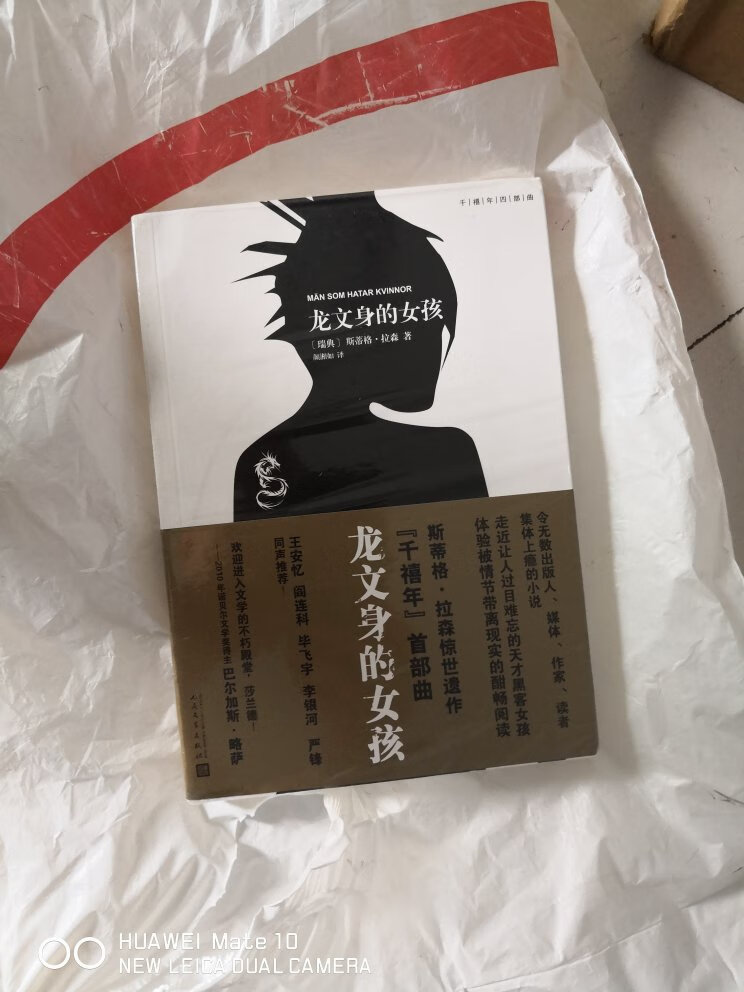 千|禧|年|四|部|曲
MÄN SOM HATAR KVINNOR
龙文身的女孩
〔瑞典〕斯蒂格·拉森 著
颜湘如 译
令无数出版人、媒体、作家、读者
集体上瘾的小说
走近让人过目难忘的天才黑客女孩
体验被情节带离现实的酣畅阅读
斯蒂格·拉森惊世遗作
『千禧年』首部曲
龙文身的女孩
王安忆 阎连科 毕飞宇 李银河 严锋
同声推荐!
欢迎进入文学的不朽殿堂,莎兰德!
——2010年诺贝尔文学奖得主 巴尔加斯·略萨
人民文学出版社
HUAWEI Mate 10
NEW LEICA DUAL CAMERA